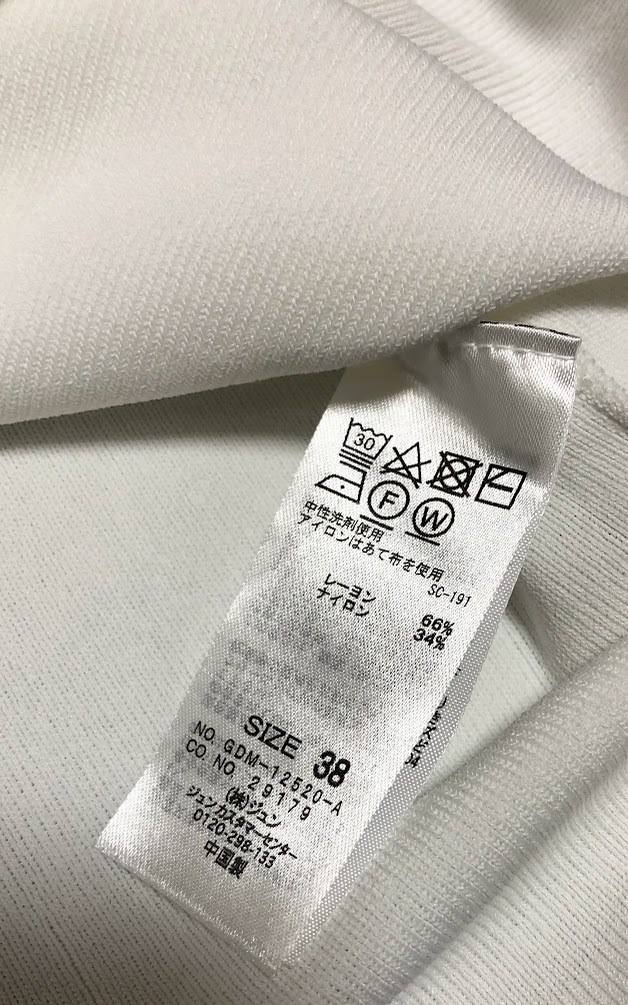 30
F W
中性洗剤使用
アイロンはあて布を使用
SC-191
レーヨン 66%
ナイロン 34%
SIZE 38
NO. GDM-12520-A
CO. NO 29179
(株)ジュン
ジュンカスタマーセンター
0120-298-133
中国製